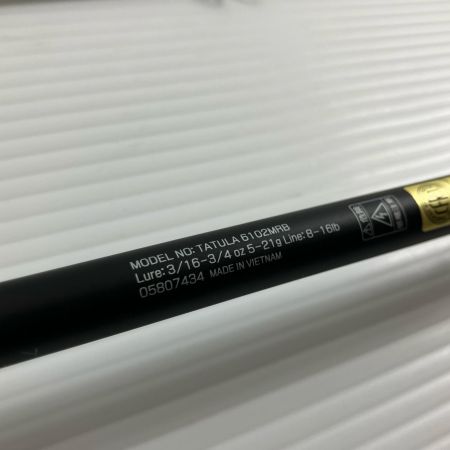 MODEL NO: TATULA 6102MRB
Lure: 3/16-3/4 oz 5-21g Line: 8-16lb
05807434 MADE IN VIETNAM